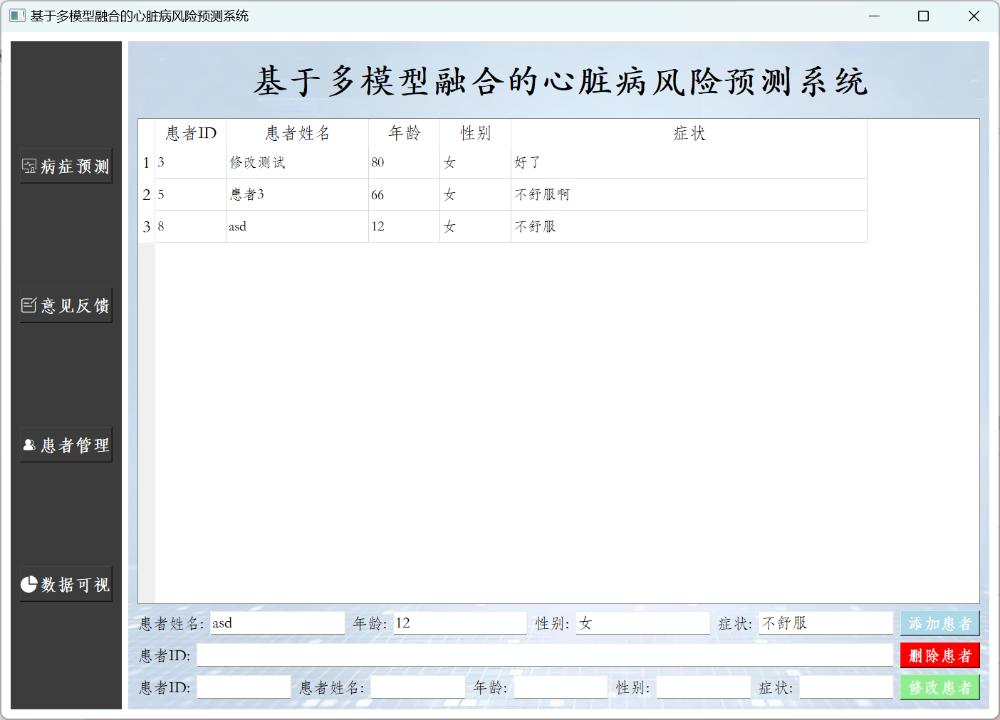 基于多模型融合的心脏病风险预测系统
病症预测
意见反馈
患者管理
数据可视
基于多模型融合的心脏病风险预测系统
患者ID 患者姓名 年龄 性别 症状
1 3 修改测试 80 女 好了
2 5 患者3 66 女 不舒服啊
3 8 asd 12 女 不舒服
患者姓名: asd 年龄: 12 性别: 女 症状: 不舒服 添加患者
患者ID: 删除患者
患者ID: 患者姓名: 年龄: 性别: 症状: 修改患者